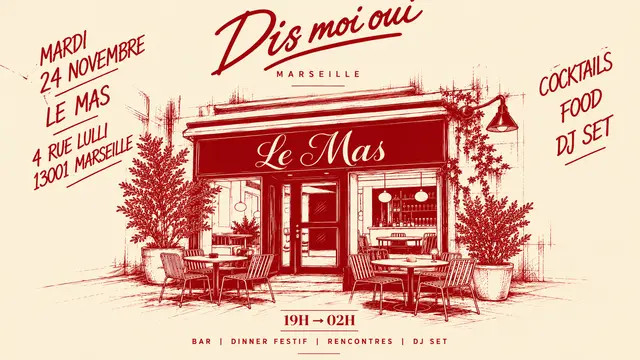 Dis moi oui
MARSEILLE
MARDI
24 NOVEMBRE
LE MAS
4 RUE LULLI
13001 MARSEILLE
COCKTAILS
FOOD
DJ SET
Le Mas
19H → 02H
BAR | DINNER FESTIF | RENCONTRES | DJ SET